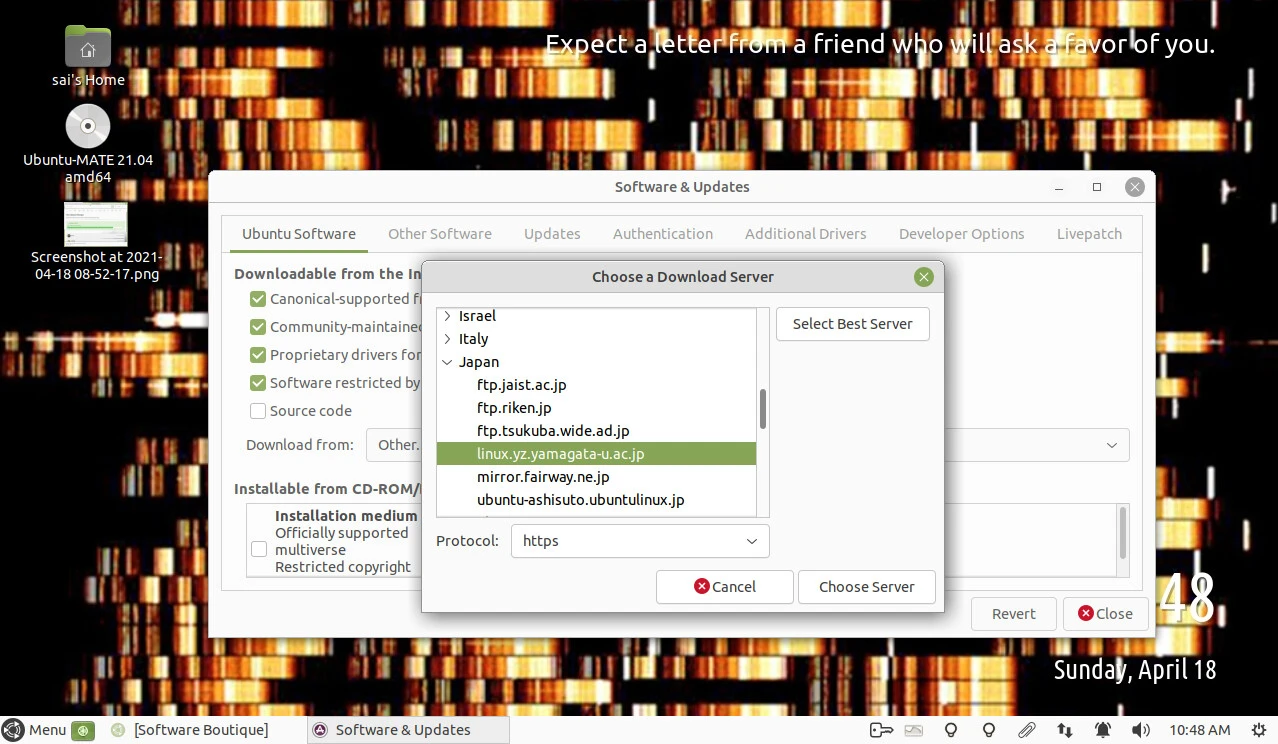 Expect a letter from a friend who will ask a favor of you.
sai's Home
Ubuntu-MATE 21.04
amd64
Screenshot at 2021-
04-18 08-52-17.png
Software & Updates
Ubuntu Software Other Software Updates Authentication Additional Drivers Developer Options Livepatch
Downloadable from the In
Canonical-supported f
Community-maintained
Proprietary drivers for
Software restricted by
Source code
Download from: Other.
Installable from CD-ROM/
Installation medium
Officially supported
multiverse
Restricted copyright
Choose a Download Server
Israel
Italy
Japan
ftp.jaist.ac.jp
ftp.riken.jp
ftp.tsukuba.wide.ad.jp
linux.yz.yamagata-u.ac.jp
mirror.fairway.ne.jp
ubuntu-ashisuto.ubuntulinux.jp
Select Best Server
Protocol: https
Cancel Choose Server
Revert Close
48
Sunday, April 18
Menu [Software Boutique] Software & Updates 10:48 AM